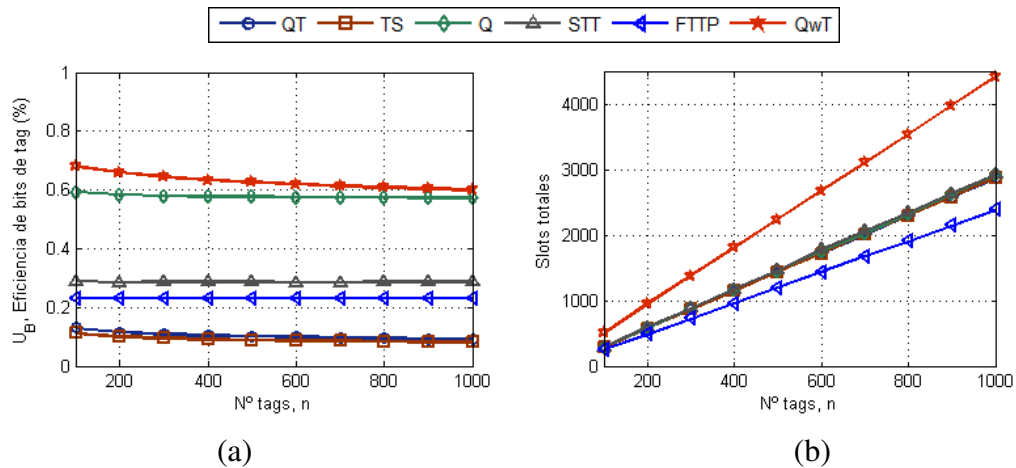 QT TS Q STT FTTP QwT
U_B, Eficiencia de bits de tag (%)
1
0.8
0.6
0.4
0.2
0
200 400 600 800 1000
Nº tags, n
(a)
Slots totales
4000
3000
2000
1000
0
200 400 600 800 1000
Nº tags, n
(b)